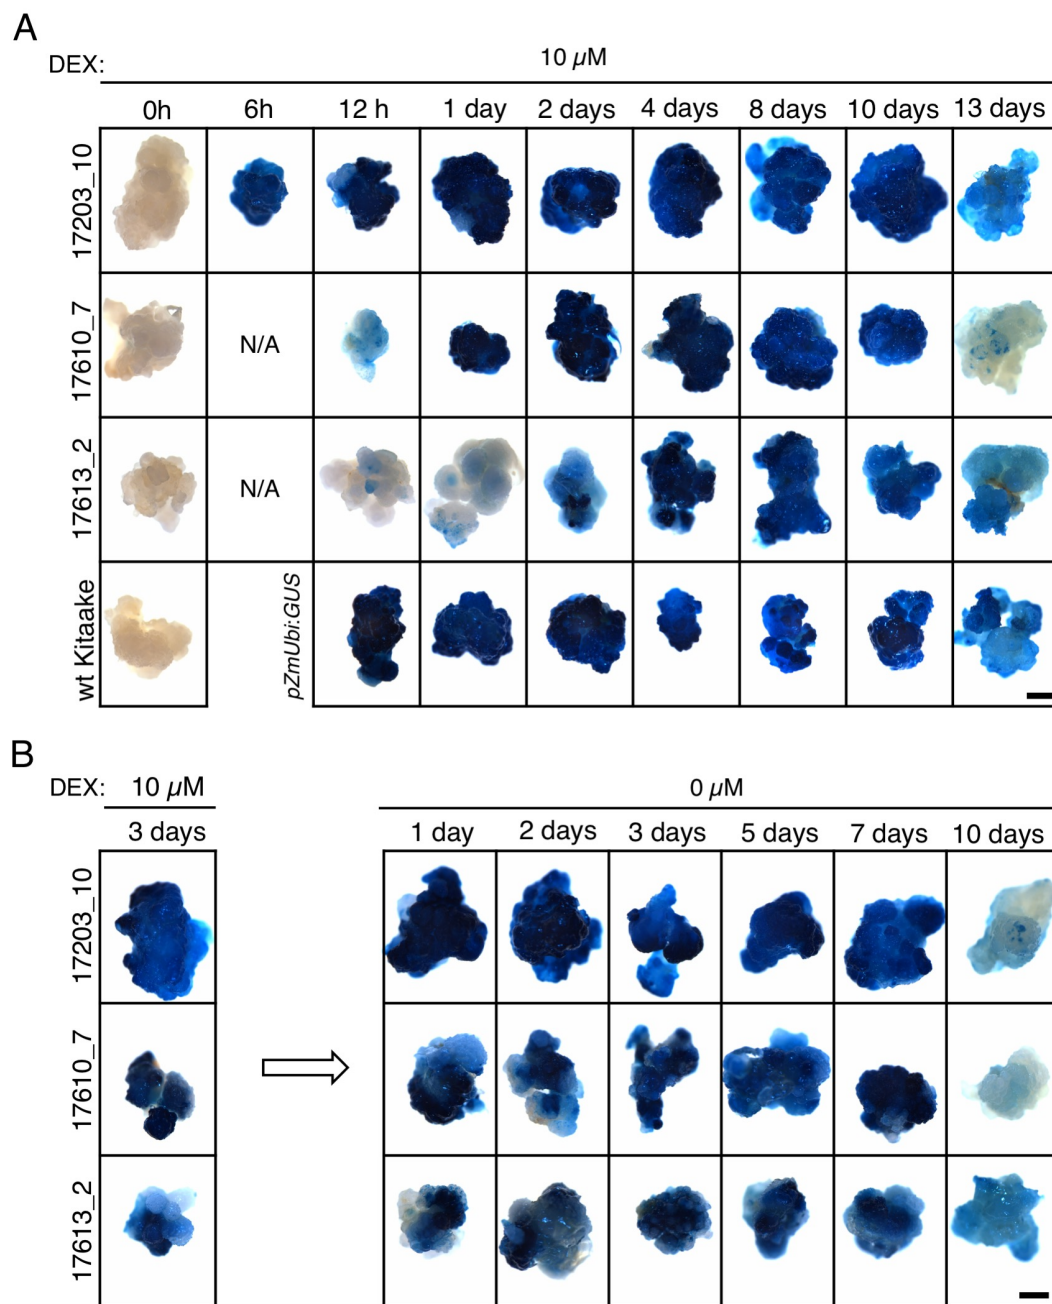 A
DEX: 10 µM
0h 6h 12 h 1 day 2 days 4 days 8 days 10 days 13 days
17203_10
17610_7 N/A
17613_2 N/A
wt Kitaake pZmUbi:GUS
B
DEX: 10 µM 0 µM
3 days 1 day 2 days 3 days 5 days 7 days 10 days
17203_10
17610_7
17613_2